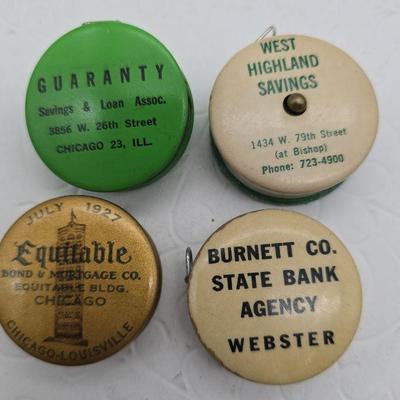 GUARANTY
Savings & Loan Assoc.
3856 W. 26th Street
CHICAGO 23, ILL.
WEST
HIGHLAND
SAVINGS
1434 W. 79th Street
(at Bishop)
Phone: 723-4900
JULY 1927
Equitable
BOND & MORTGAGE CO.
EQUITABLE BLDG.
CHICAGO
CHICAGO-LOUISVILLE
BURNETT CO.
STATE BANK
AGENCY
WEBSTER